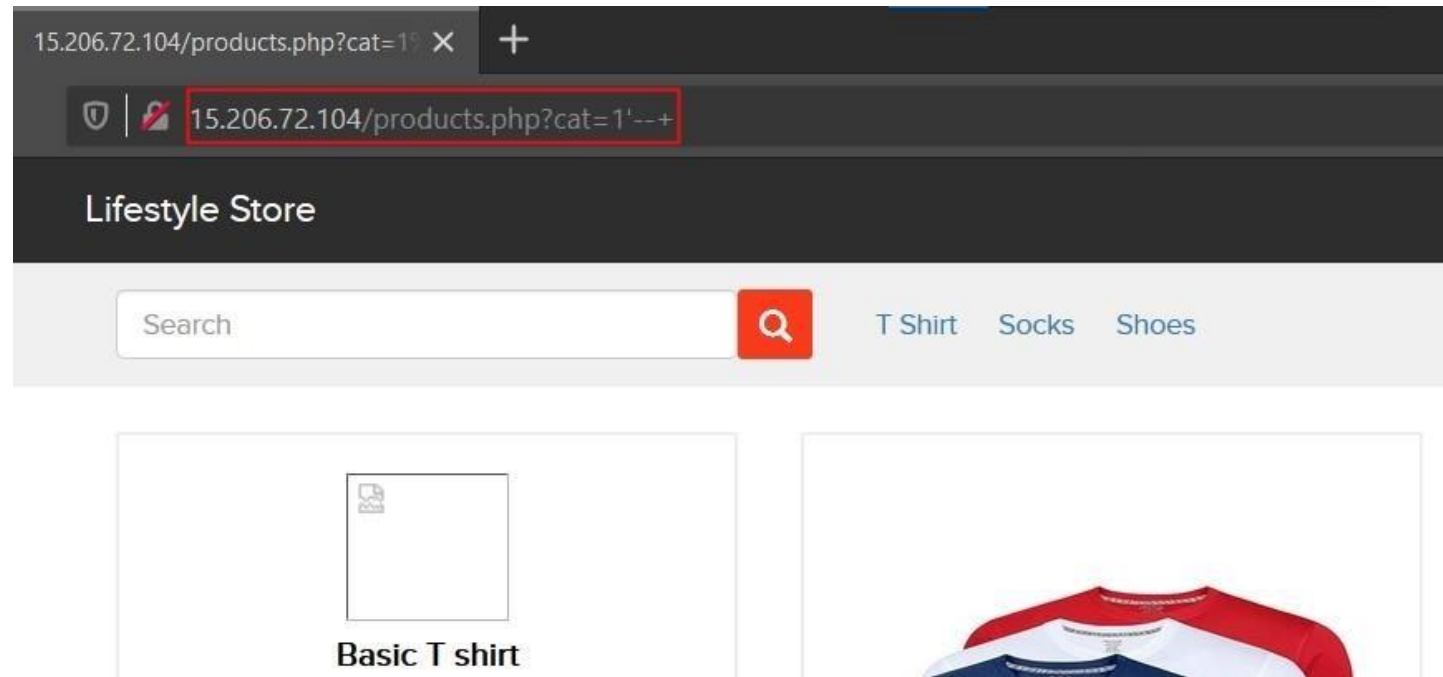 15.206.72.104/products.php?cat=1%
15.206.72.104/products.php?cat=1'--+
Lifestyle Store
Search
T Shirt Socks Shoes
Basic T shirt